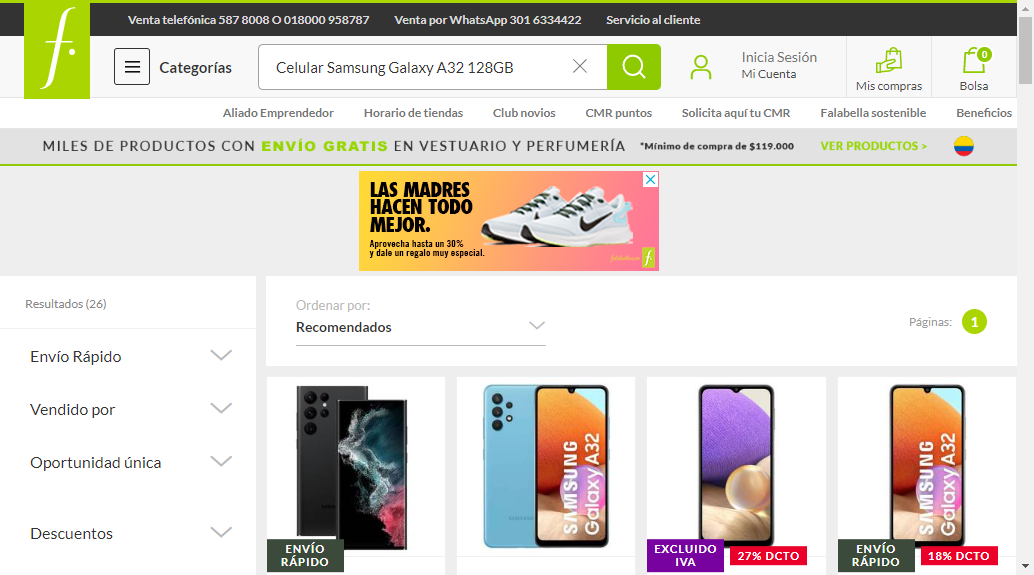 Venta telefónica 587 8008 O 018000 958787 Venta por WhatsApp 301 6334422 Servicio al cliente
f.
Categorías
Celular Samsung Galaxy A32 128GB
Inicia Sesión
Mi Cuenta
Mis compras
0
Bolsa
Aliado Emprendedor Horario de tiendas Club novios CMR puntos Solicita aquí tu CMR Falabella sostenible Beneficios
MILES DE PRODUCTOS CON ENVÍO GRATIS EN VESTUARIO Y PERFUMERÍA *Mínimo de compra de $119.000 VER PRODUCTOS >
LAS MADRES
HACEN TODO
MEJOR.
Aprovecha hasta un 30%
y dale un regalo muy especial.
Resultados (26)
Ordenar por:
Recomendados
Páginas: 1
Envío Rápido
Vendido por
Oportunidad única
Descuentos
SAMSUNG
Galaxy A32
SAMSUNG
Galaxy A32
ENVÍO
RÁPIDO
EXCLUIDO
IVA
27% DCTO
ENVÍO
RÁPIDO
18% DCTO